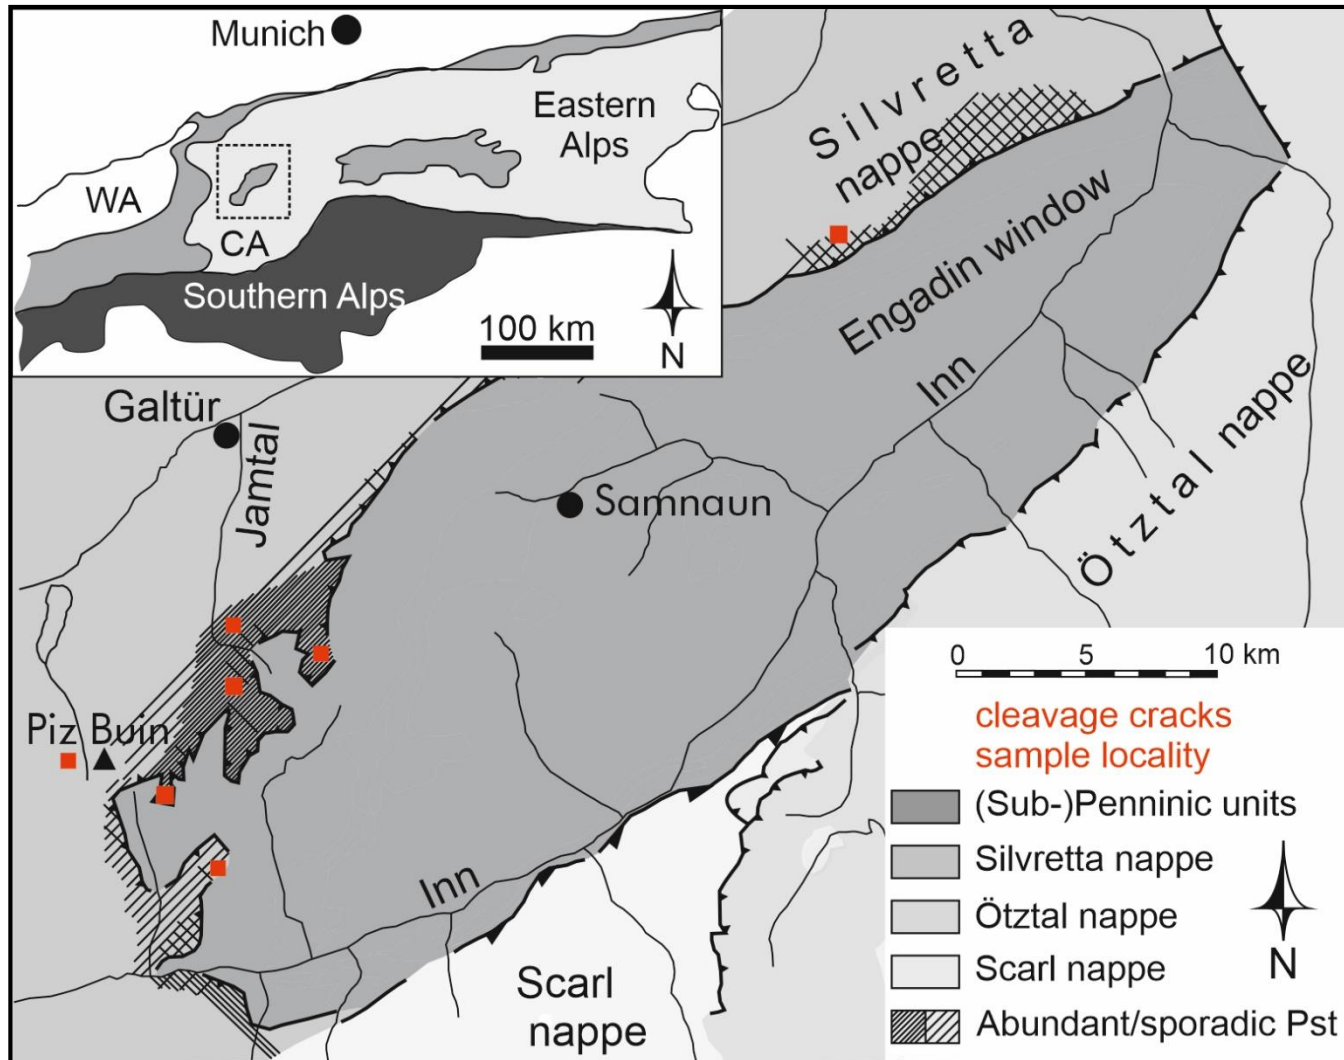 Munich
Eastern
Alps
WA
CA
Southern Alps
100 km
N
Silvretta
nappe
Engadin window
Inn
Ötztal nappe
Galtür
Jamtal
Samnaun
Piz Buin
Inn
Scarl
nappe
0 5 10 km
cleavage cracks
sample locality
(Sub-)Penninic units
Silvretta nappe
Ötztal nappe
Scarl nappe
Abundant/sporadic Pst
N